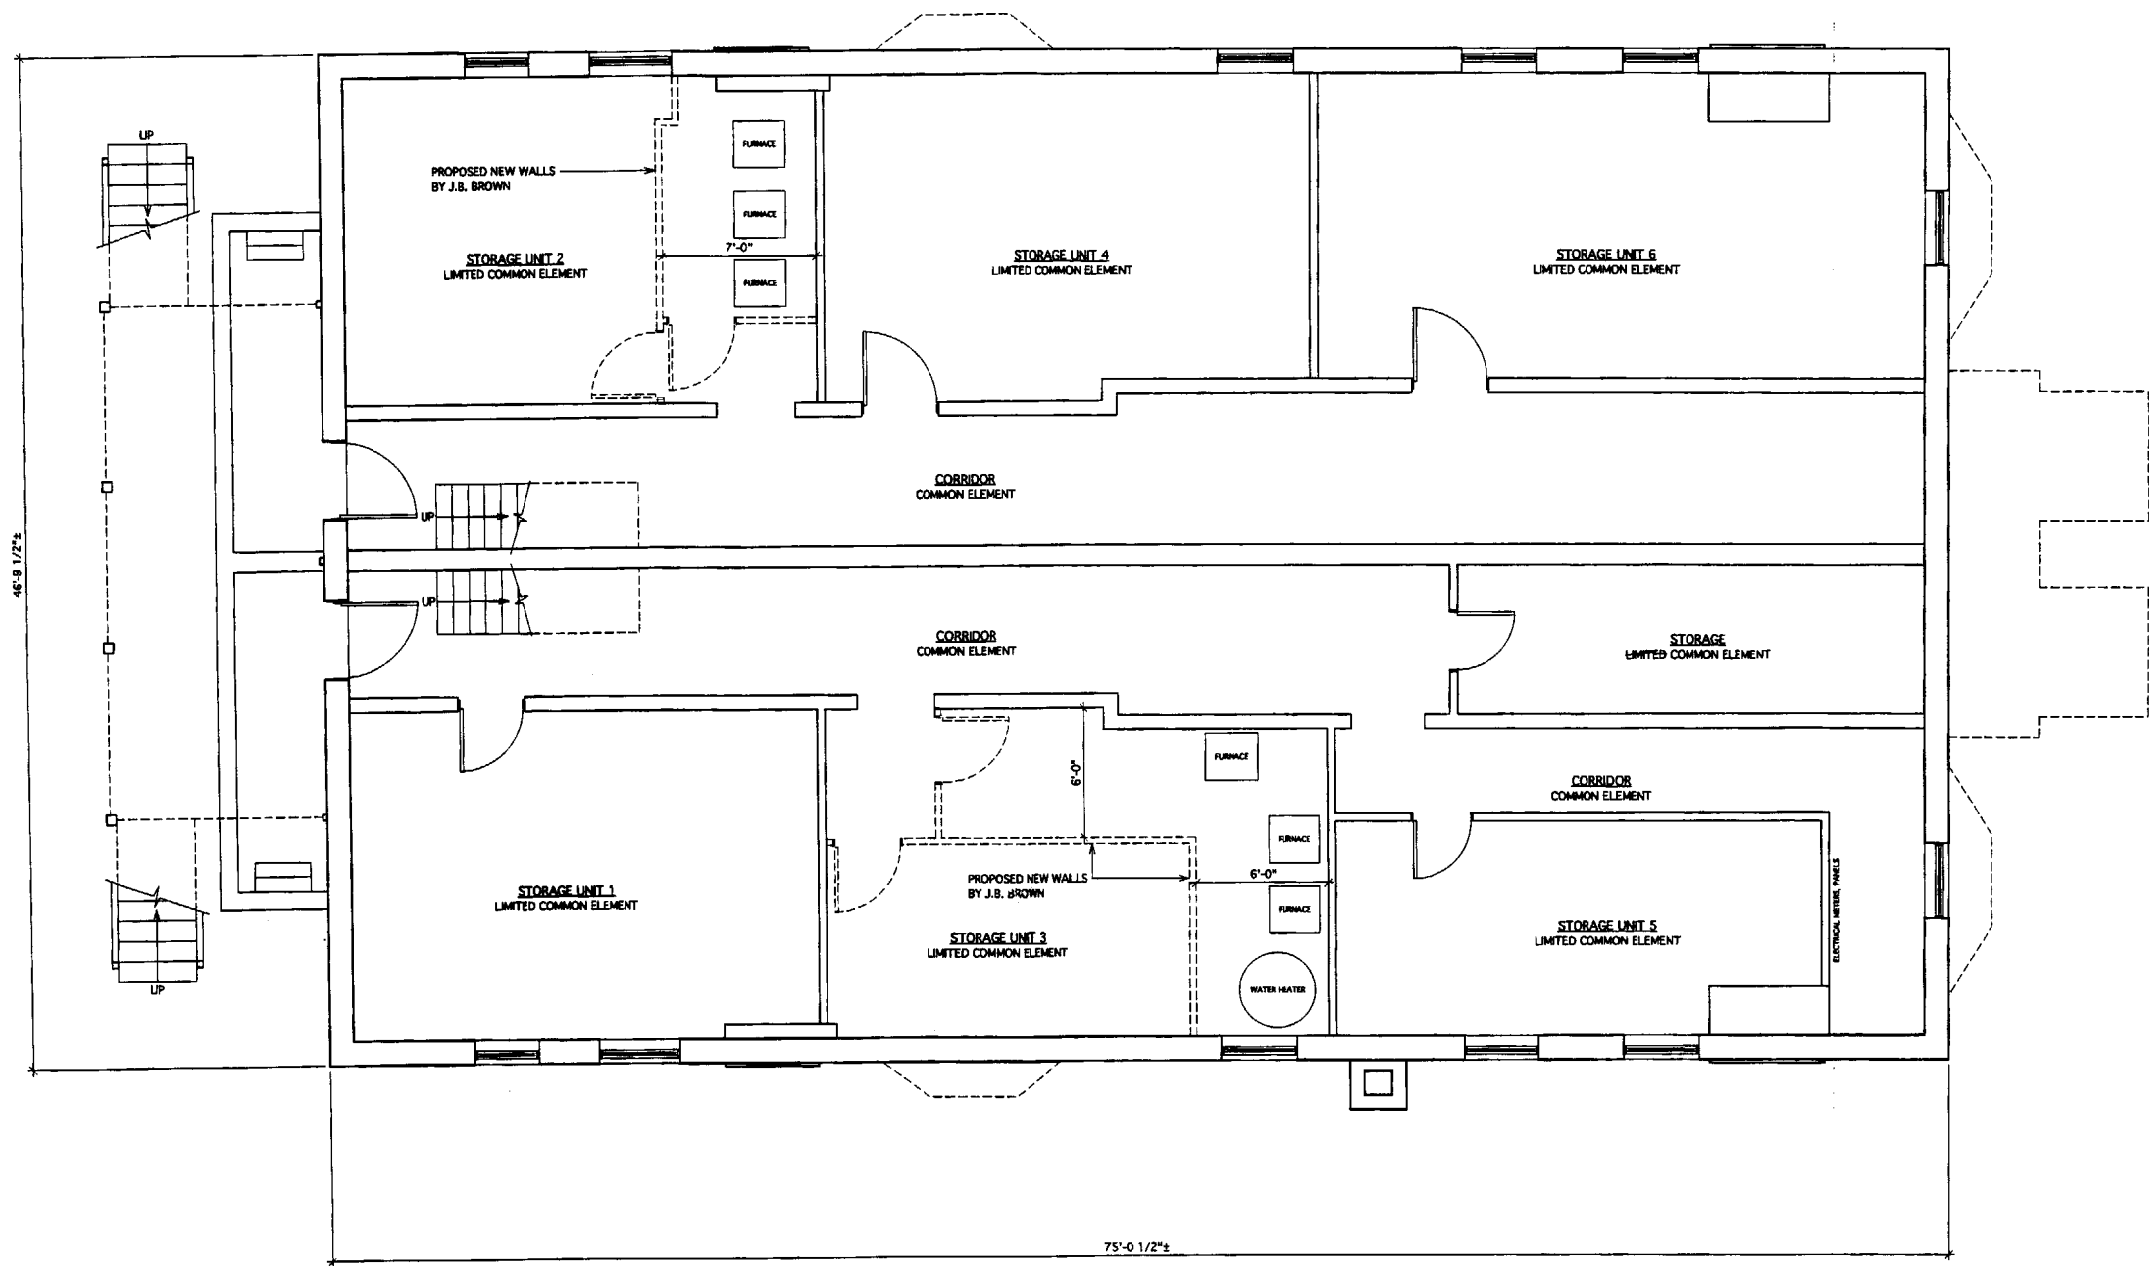 UP
PROPOSED NEW WALLS
BY J.B. BROWN
FURNACE
FURNACE
7'-0"
FURNACE
STORAGE UNIT 2
LIMITED COMMON ELEMENT
STORAGE UNIT 4
LIMITED COMMON ELEMENT
STORAGE UNIT 6
LIMITED COMMON ELEMENT
CORRIDOR
COMMON ELEMENT
UP
46'-9 1/2"±
UP
CORRIDOR
COMMON ELEMENT
STORAGE
LIMITED COMMON ELEMENT
FURNACE
6'-0"
CORRIDOR
COMMON ELEMENT
FURNACE
6'-0"
PROPOSED NEW WALLS
BY J.B. BROWN
FURNACE
STORAGE UNIT 1
LIMITED COMMON ELEMENT
STORAGE UNIT 3
LIMITED COMMON ELEMENT
STORAGE UNIT 5
LIMITED COMMON ELEMENT
ELECTRICAL METERS, PANELS
WATER HEATER
UP
75'-0 1/2"±